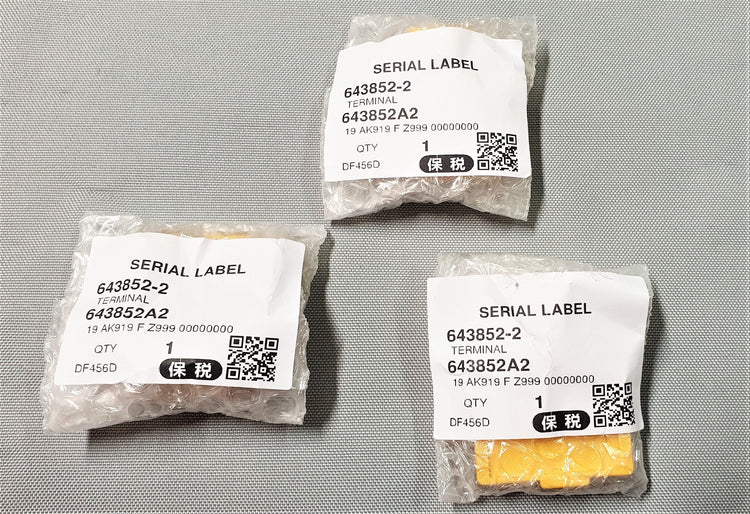 SERIAL LABEL
643852-2
TERMINAL
643852A2
19 AK919 F Z999 00000000
QTY 1
DF456D 保税
SERIAL LABEL
643852-2
TERMINAL
643852A2
19 AK919 F Z999 00000000
QTY 1
DF456D 保税
SERIAL LABEL
643852-2
TERMINAL
643852A2
19 AK919 F Z999 00000000
QTY 1
DF456D 保税